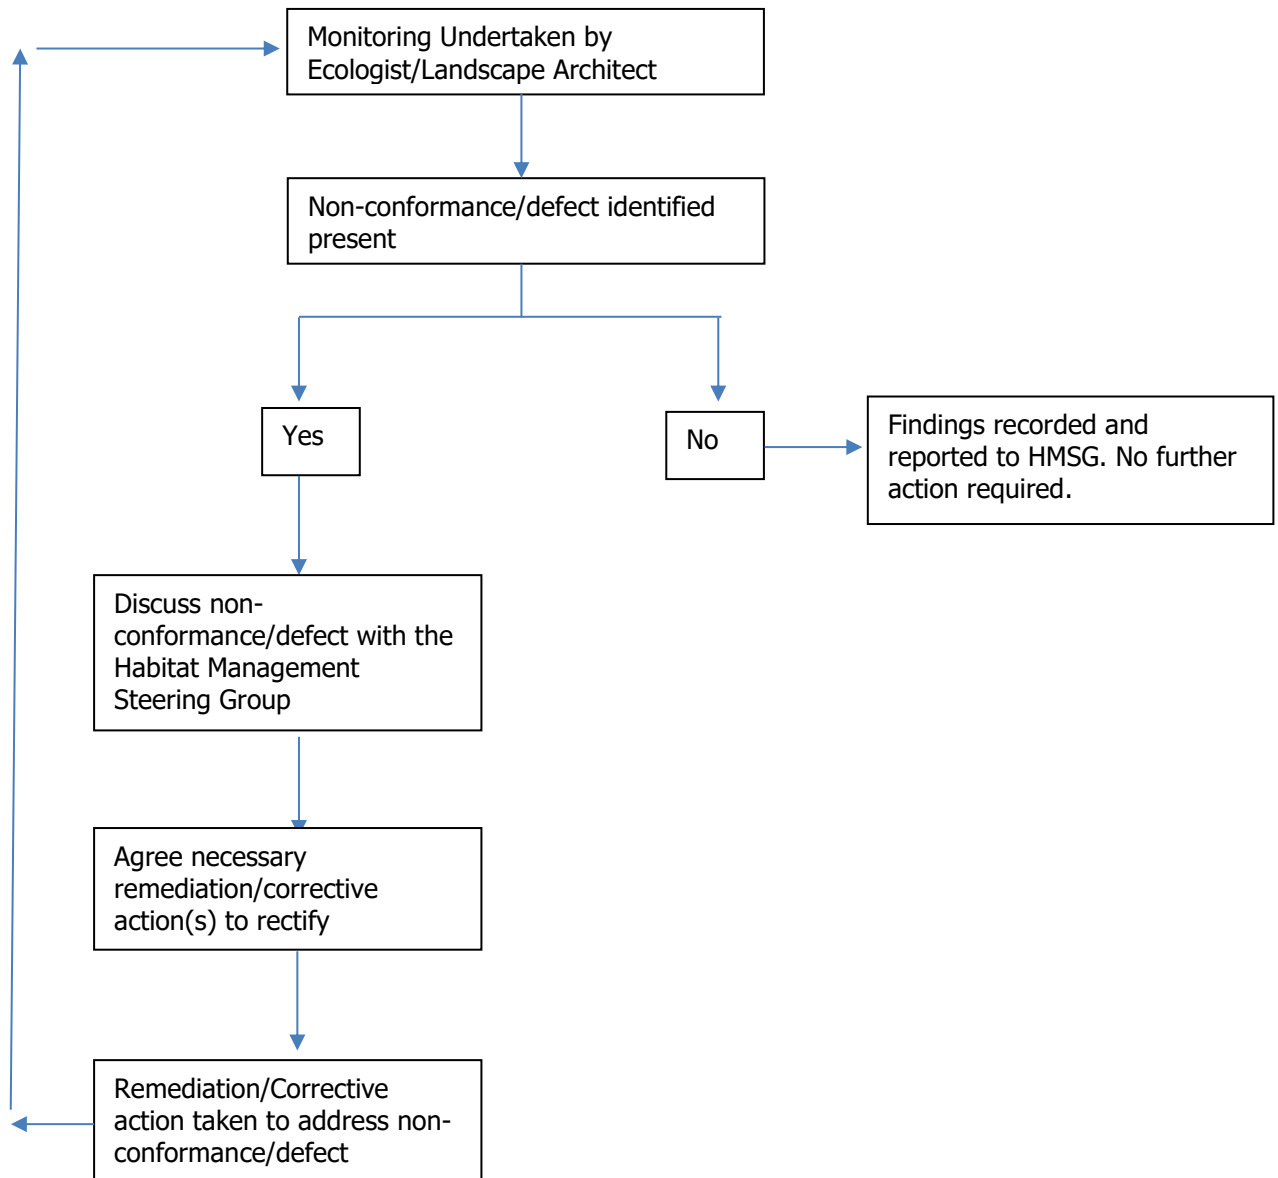 Monitoring Undertaken by
Ecologist/Landscape Architect
Non-conformance/defect identified
present
Yes
No
Findings recorded and
reported to HMSG. No further
action required.
Discuss non-
conformance/defect with the
Habitat Management
Steering Group
Agree necessary
remediation/corrective
action(s) to rectify
Remediation/Corrective
action taken to address non-
conformance/defect